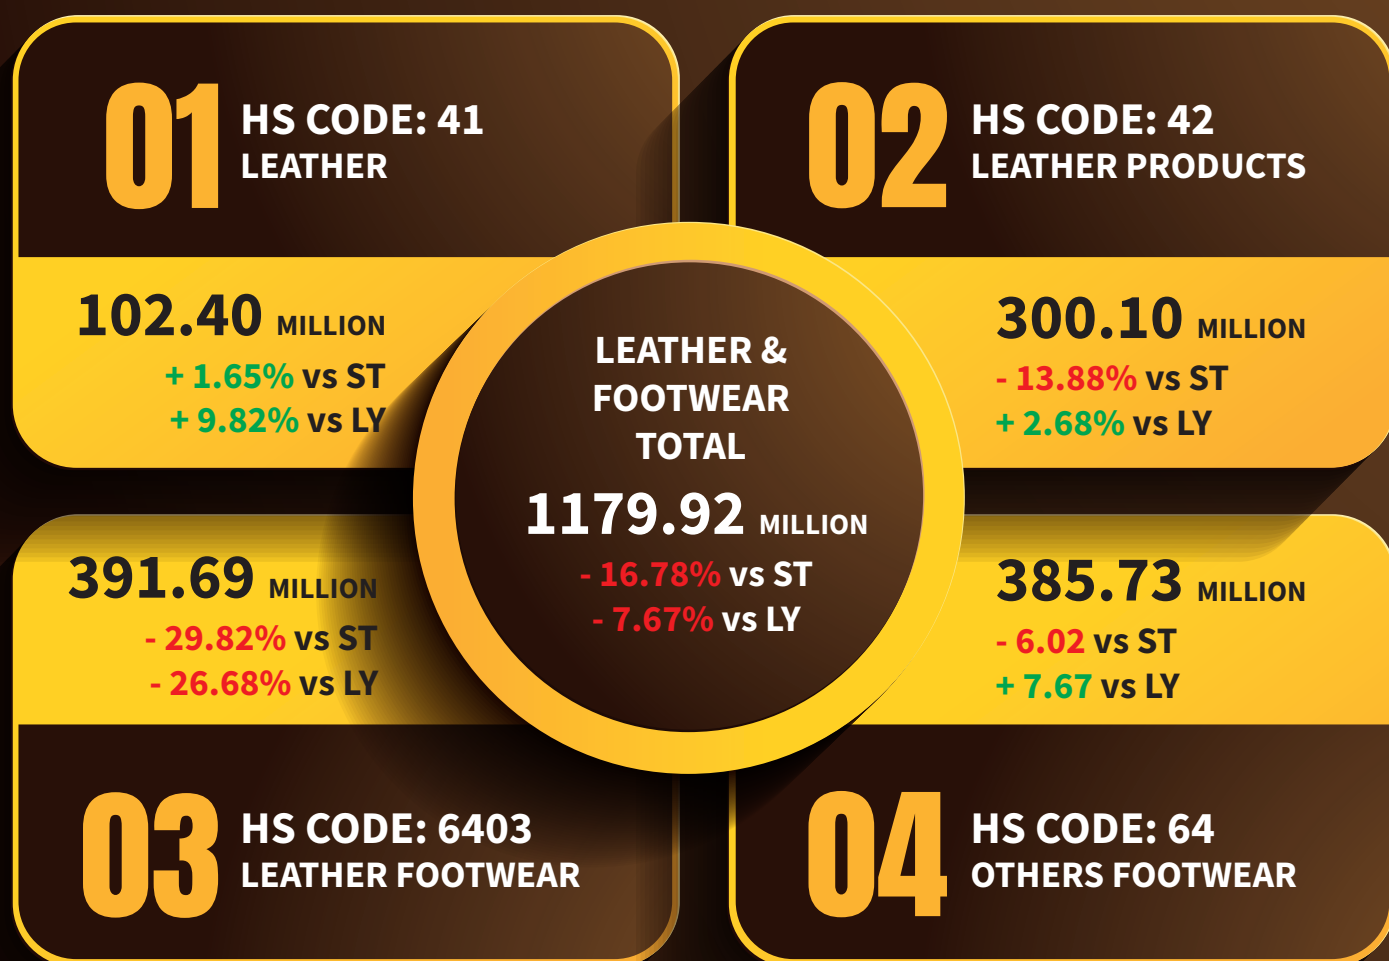 01
HS CODE: 41
LEATHER
102.40 MILLION
+ 1.65% vs ST
+ 9.82% vs LY
02
HS CODE: 42
LEATHER PRODUCTS
300.10 MILLION
- 13.88% vs ST
+ 2.68% vs LY
LEATHER &
FOOTWEAR
TOTAL
1179.92 MILLION
- 16.78% vs ST
- 7.67% vs LY
391.69 MILLION
- 29.82% vs ST
- 26.68% vs LY
03
HS CODE: 6403
LEATHER FOOTWEAR
385.73 MILLION
- 6.02 vs ST
+ 7.67 vs LY
04
HS CODE: 64
OTHERS FOOTWEAR